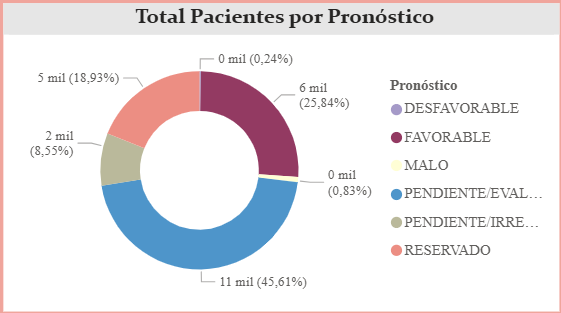 Total Pacientes por Pronóstico
0 mil (0,24%)
6 mil
(25,84%)
0 mil
(0,83%)
11 mil (45,61%)
2 mil
(8,55%)
5 mil (18,93%)
Pronóstico
DESFAVORABLE
FAVORABLE
MALO
PENDIENTE/EVAL...
PENDIENTE/IRRE...
RESERVADO